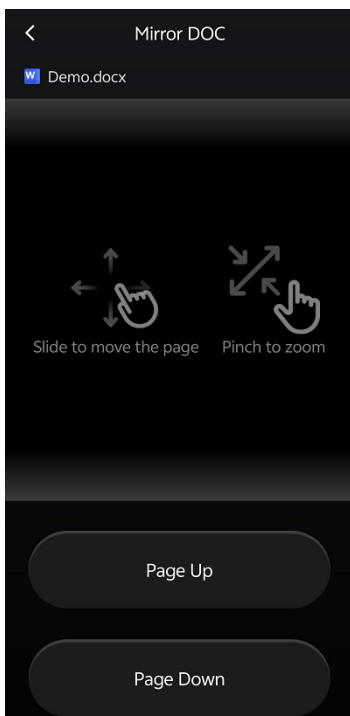 Mirror DOC
W Demo.docx
Slide to move the page Pinch to zoom
Page Up
Page Down